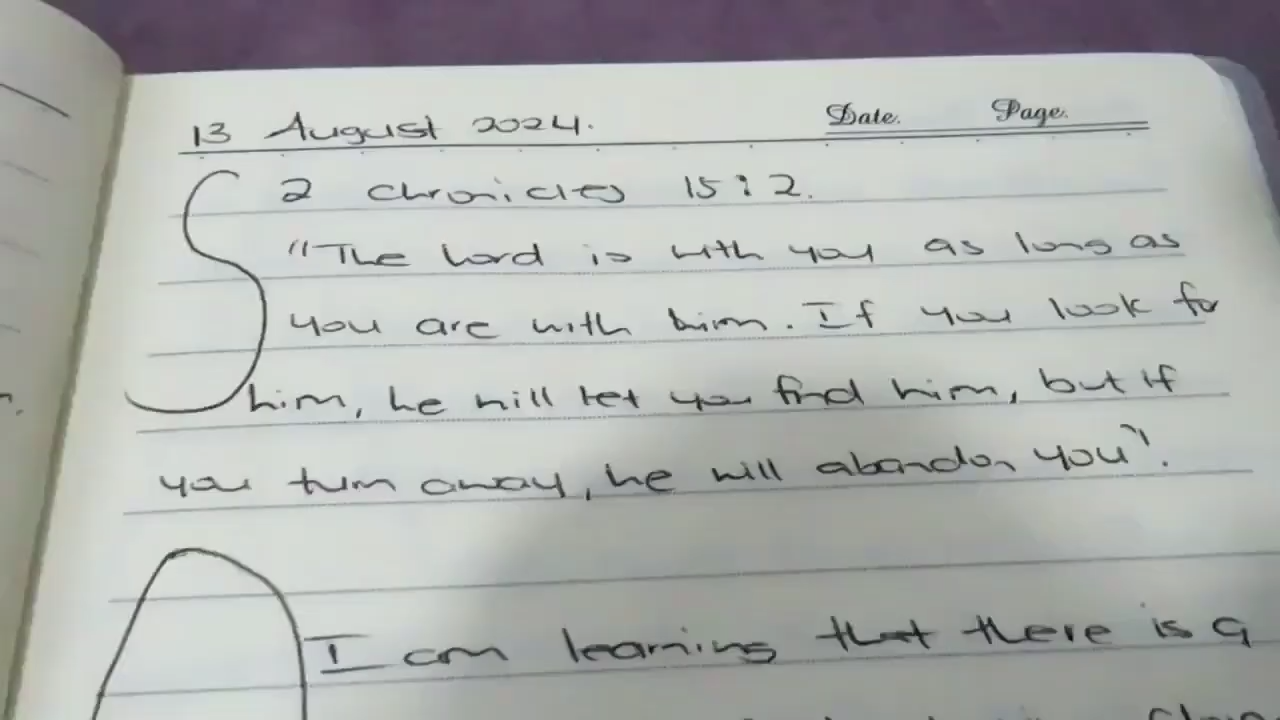 13 August 2024.
Date. Page.
S 2 chronicles 15:2.
"The Lord is with you as long as
you are with him. If you look for
him, he will let you find him, but if
you turn away, he will abandon you".
A I am learning that there is a